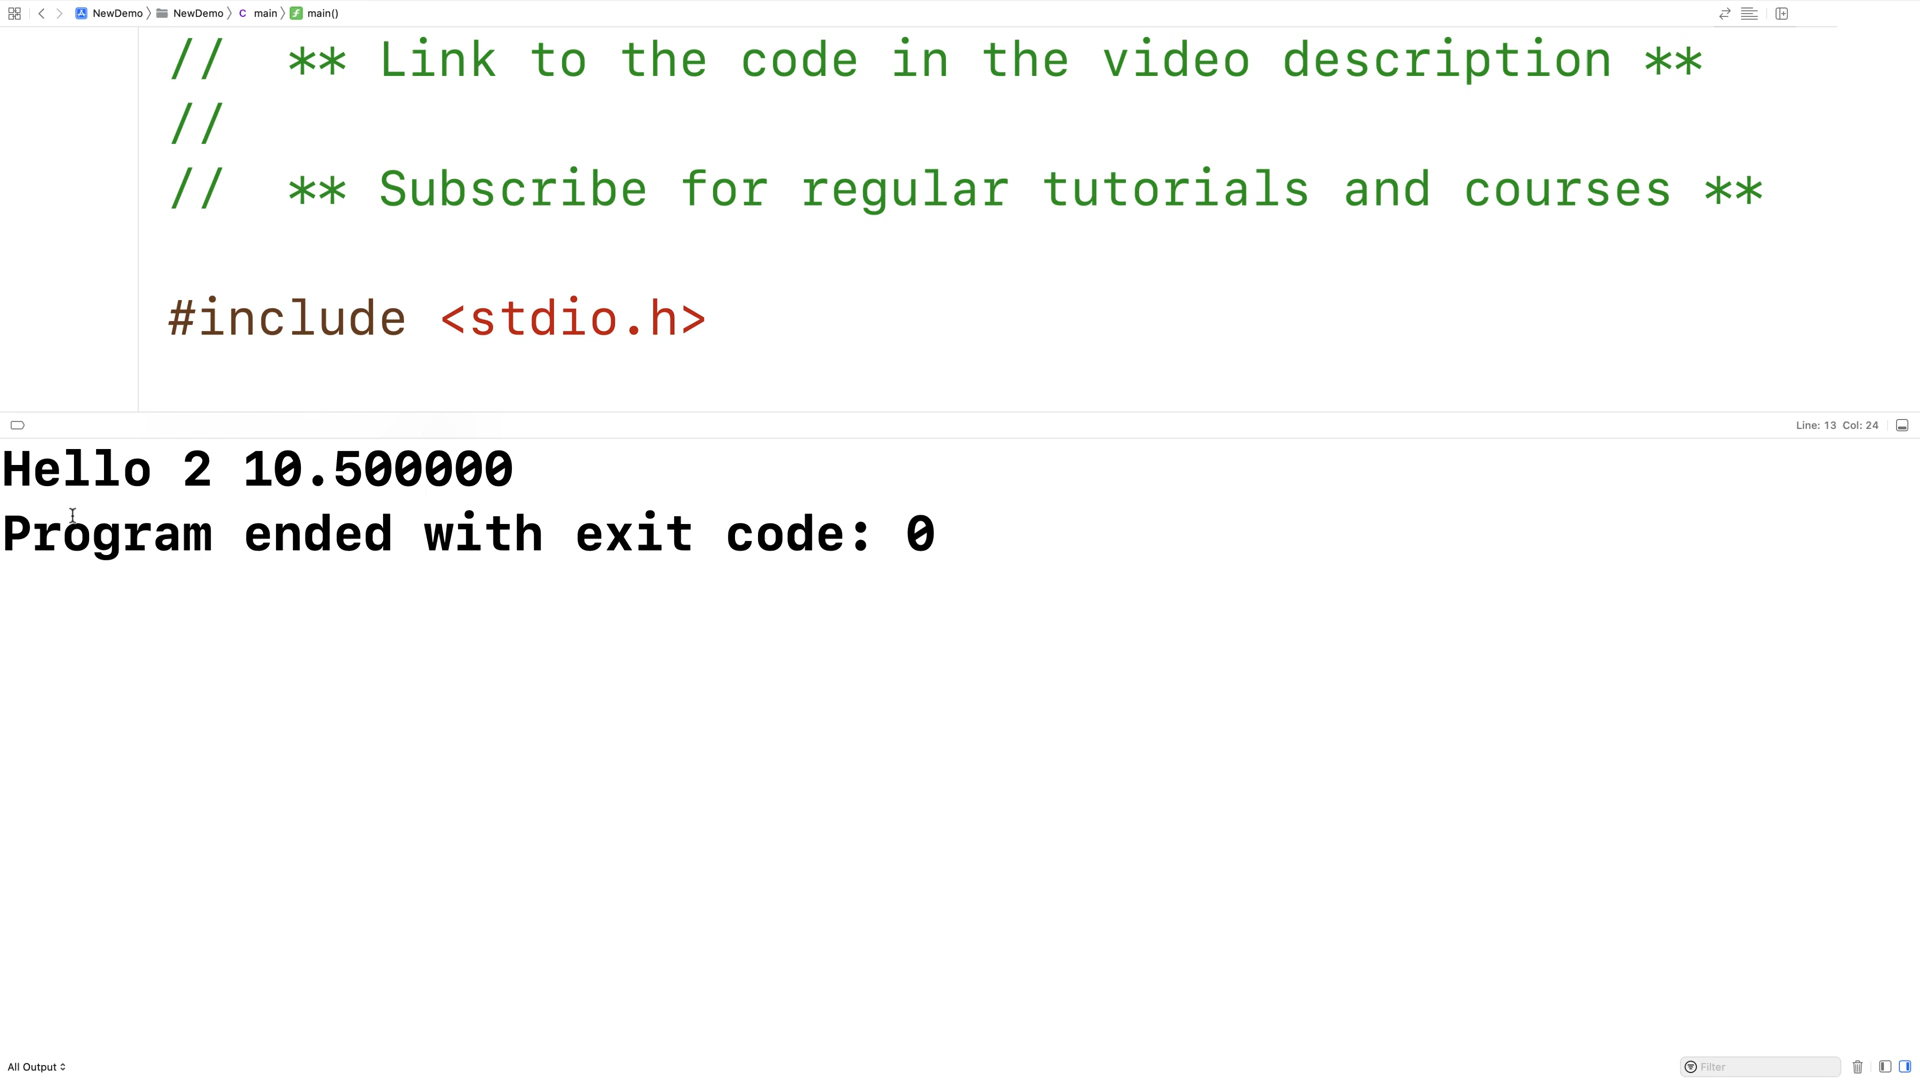 NewDemo NewDemo C main f main()
// ** Link to the code in the video description **
//
// ** Subscribe for regular tutorials and courses **
#include <stdio.h>
Line: 13 Col: 24
Hello 2 10.500000
Program ended with exit code: 0
All Output Filter